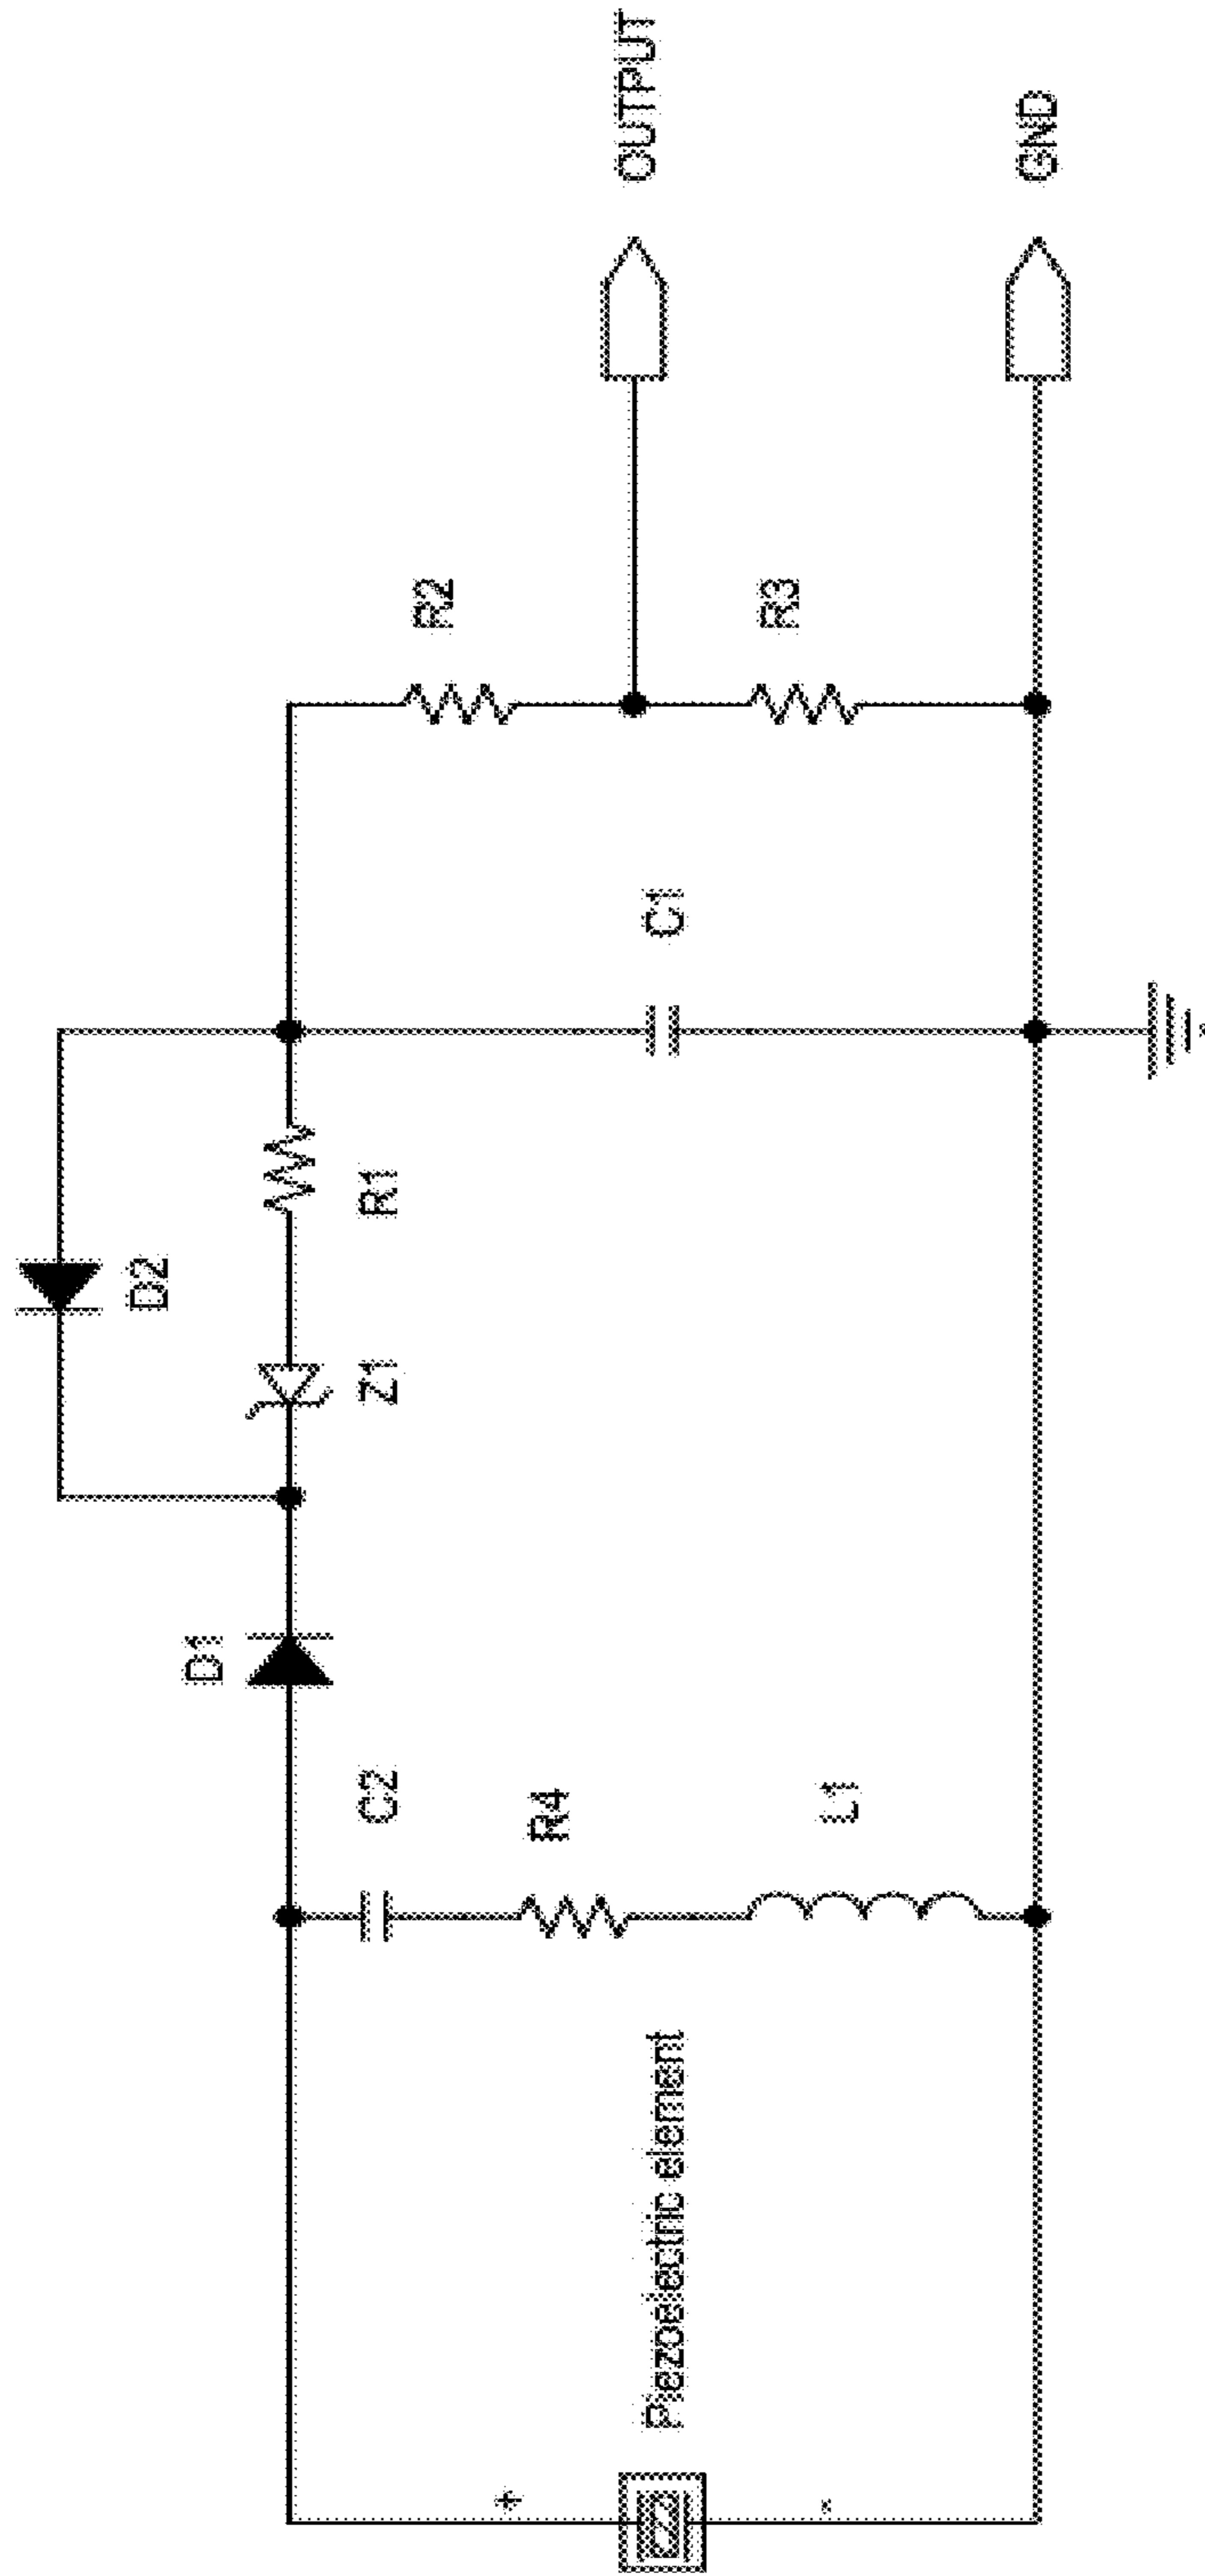 D2
D1
Z1
R1
C2
R4
L1
C1
R2
R3
OUTPUT
GND
Piezoelectric element
+
-